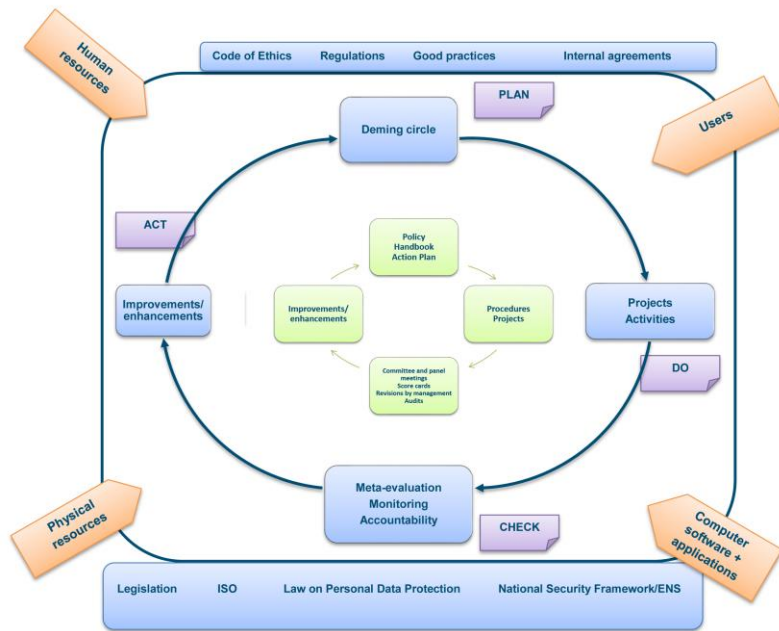 Code of Ethics Regulations Good practices Internal agreements
Human
resources
PLAN
Users
Deming circle
ACT
Policy
Handbook
Action Plan
Improvements/
enhancements
Improvements/
enhancements
Procedures
Projects
Projects
Activities
Committee and panel
meetings
Score cards
Revisions by management
Audits
DO
Meta-evaluation
Monitoring
Accountability
CHECK
Physical
resources
Computer
software +
applications
Legislation ISO Law on Personal Data Protection National Security Framework/ENS